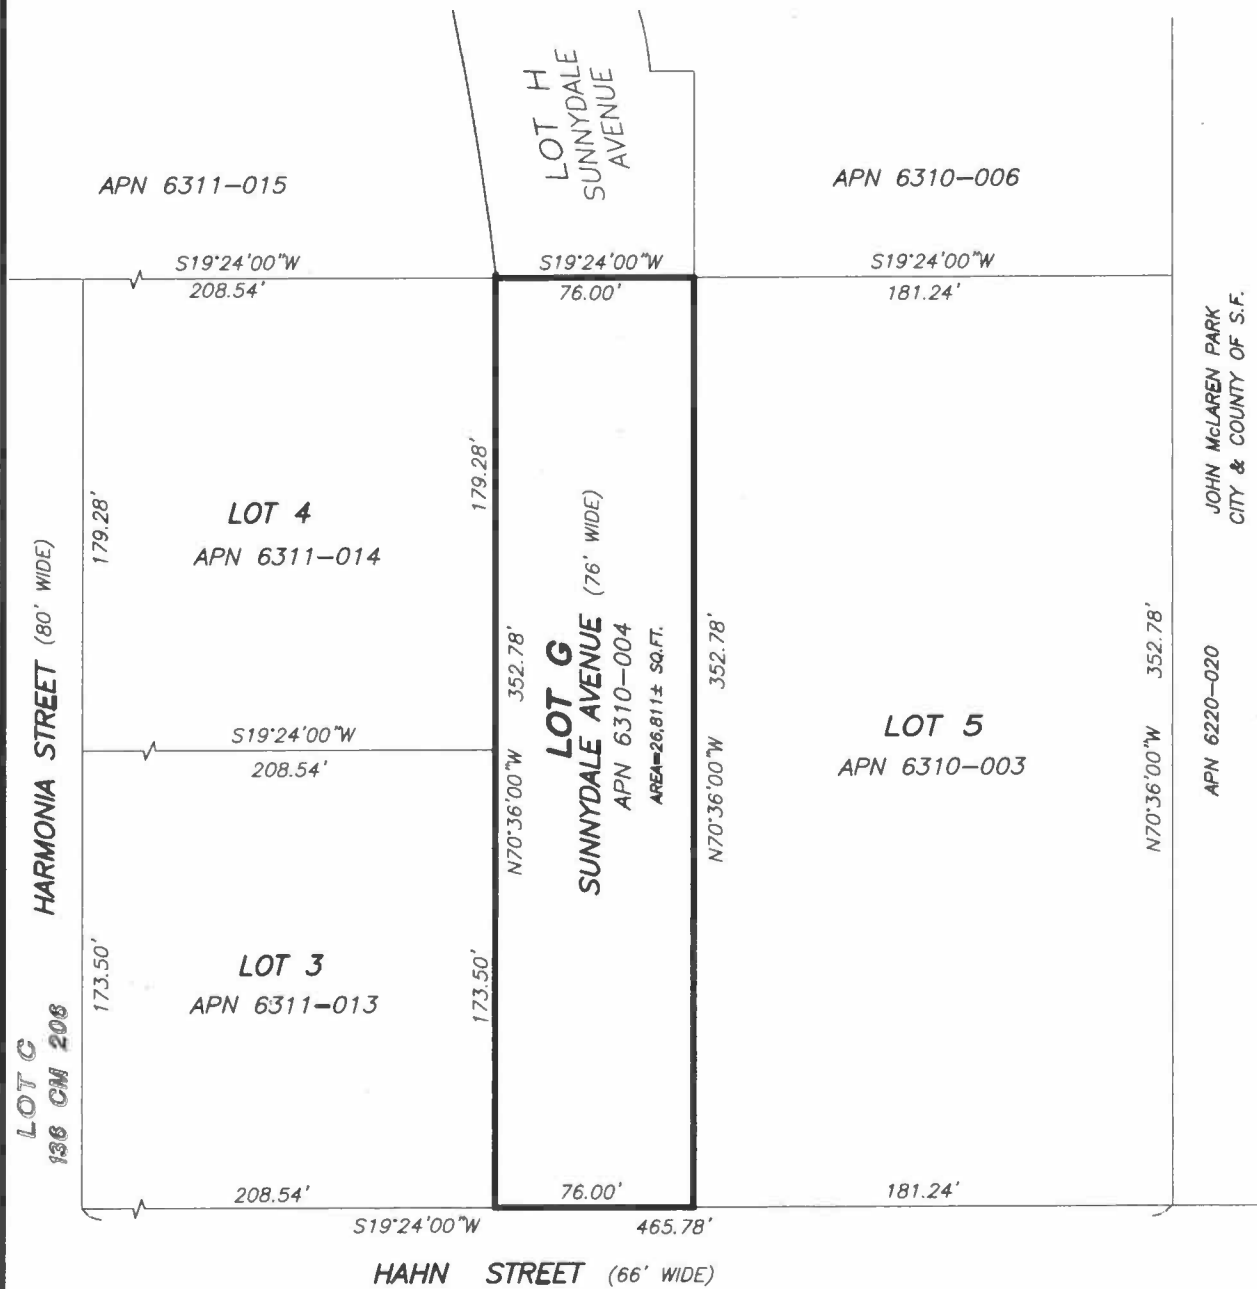 LOT H
SUNNYDALE
AVENUE
APN 6311-015
APN 6310-006
S19°24'00"W
208.54'
S19°24'00"W
76.00'
S19°24'00"W
181.24'
JOHN McLAREN PARK
CITY & COUNTY OF S.F.
APN 6220-020
179.28'
LOT 4
APN 6311-014
179.28'
HARMONIA STREET (80' WIDE)
S19°24'00"W
208.54'
N70°36'00"W 352.78'
LOT G
SUNNYDALE AVENUE (76' WIDE)
APN 6310-004
AREA=26,811± SQ.FT.
N70°36'00"W 352.78'
LOT 5
APN 6310-003
N70°36'00"W 352.78'
173.50'
LOT 3
APN 6311-013
173.50'
LOT C
136 CM 206
208.54'
76.00'
181.24'
S19°24'00"W 465.78'
HAHN STREET (66' WIDE)